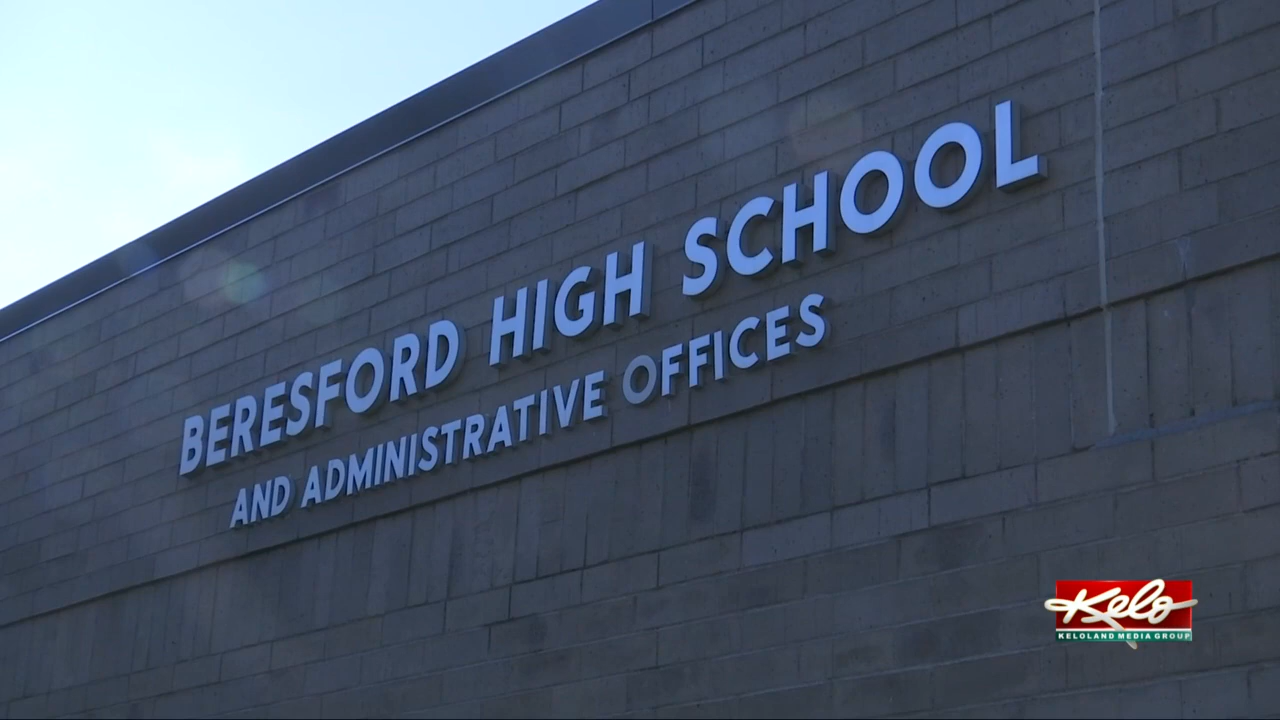 BERESFORD HIGH SCHOOL
AND ADMINISTRATIVE OFFICES
Kelo
KELOLAND MEDIA GROUP